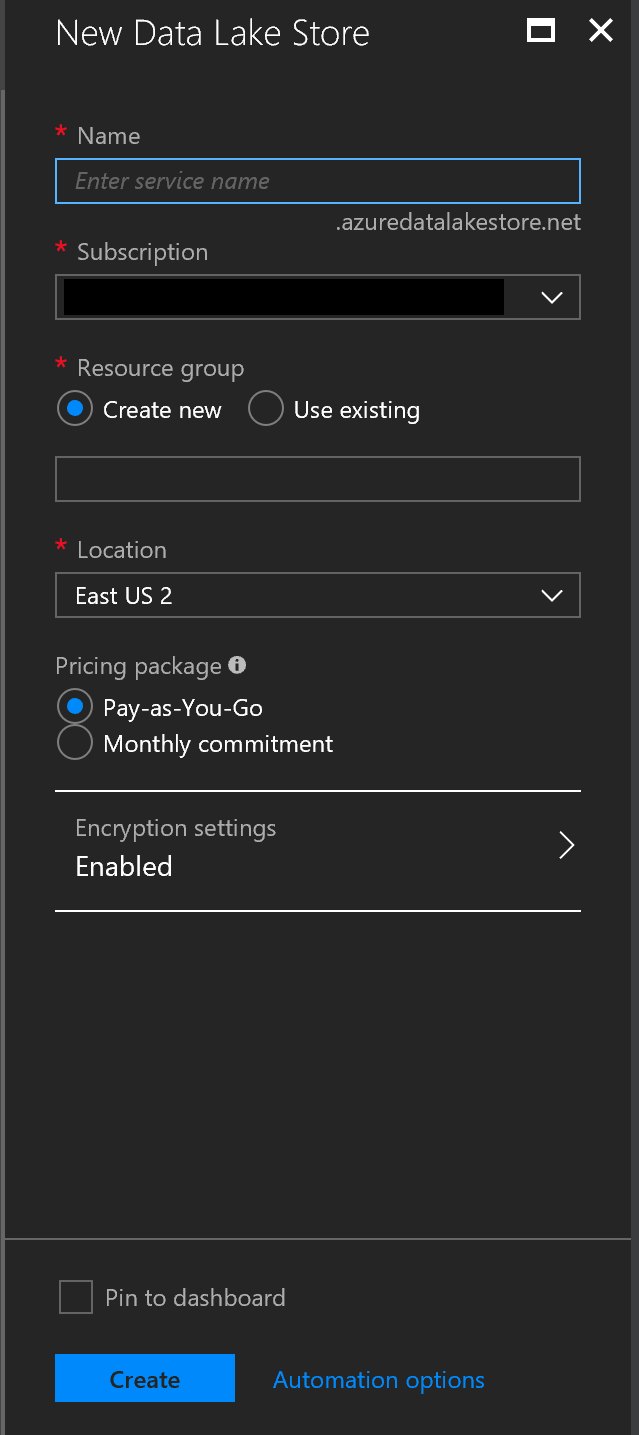 New Data Lake Store
* Name
Enter service name
.azuredatalakestore.net
* Subscription
* Resource group
Create new Use existing
* Location
East US 2
Pricing package
Pay-as-You-Go
Monthly commitment
Encryption settings
Enabled
Pin to dashboard
Create Automation options